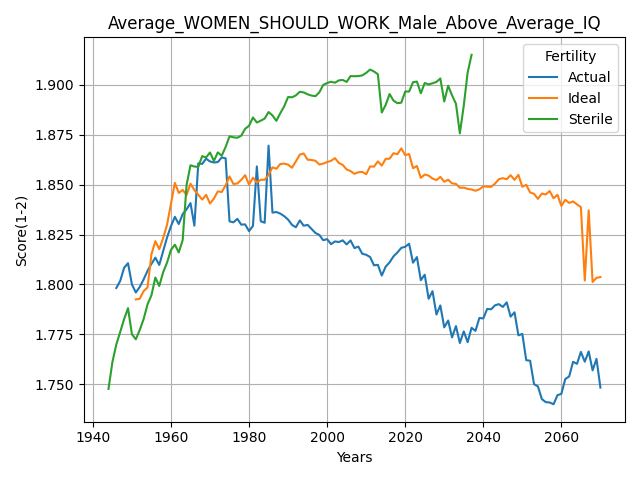 Average_WOMEN_SHOULD_WORK_Male_Above_Average_IQ
Fertility
Actual
Ideal
Sterile
Score(1-2)
1.900
1.875
1.850
1.825
1.800
1.775
1.750
1940 1960 1980 2000 2020 2040 2060
Years